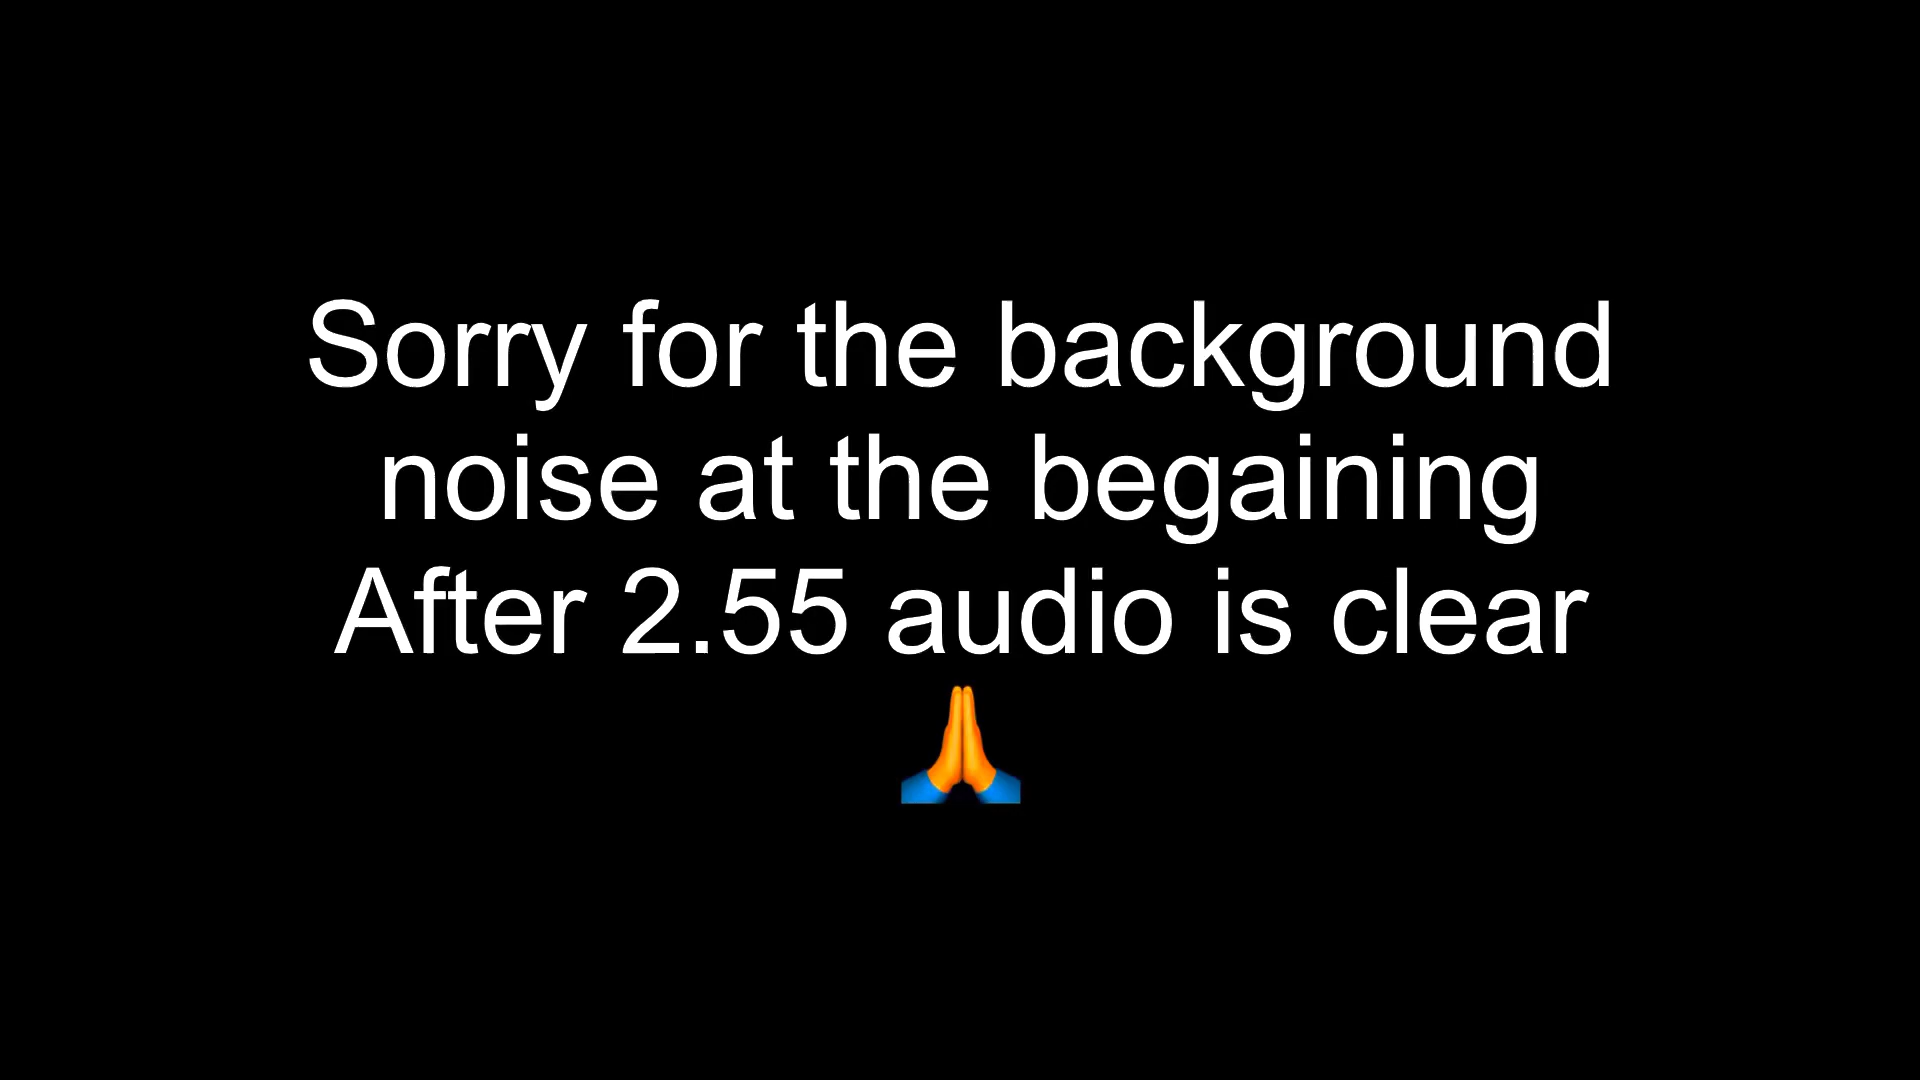 Sorry for the background
noise at the begaining
After 2.55 audio is clear
🙏